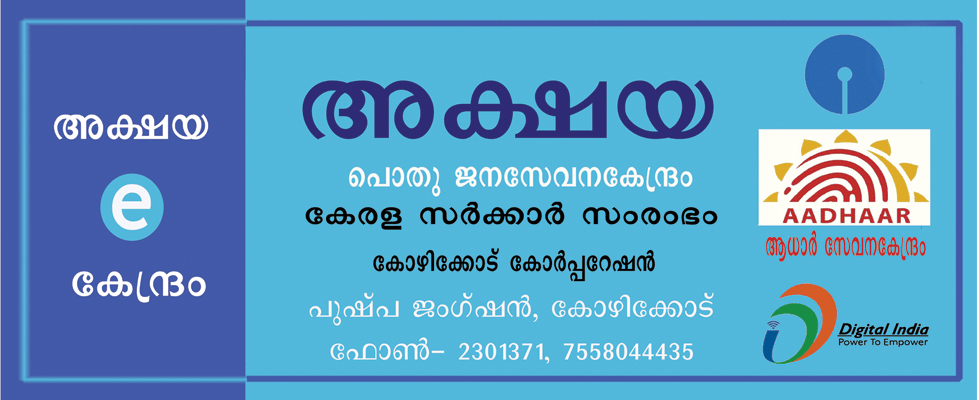 അക്ഷയ
e
കേന്ദ്രം
അക്ഷയ
പൊതു ജനസേവനകേന്ദ്രം
കേരള സർക്കാർ സംരംഭം
കോഴിക്കോട് കോർപ്പറേഷൻ
പുഷ്പ ജംഗ്ഷൻ, കോഴിക്കോട്
ഫോൺ- 2301371, 7558044435
AADHAAR
ആധാർ സേവനകേന്ദ്രം
Digital India
Power To Empower